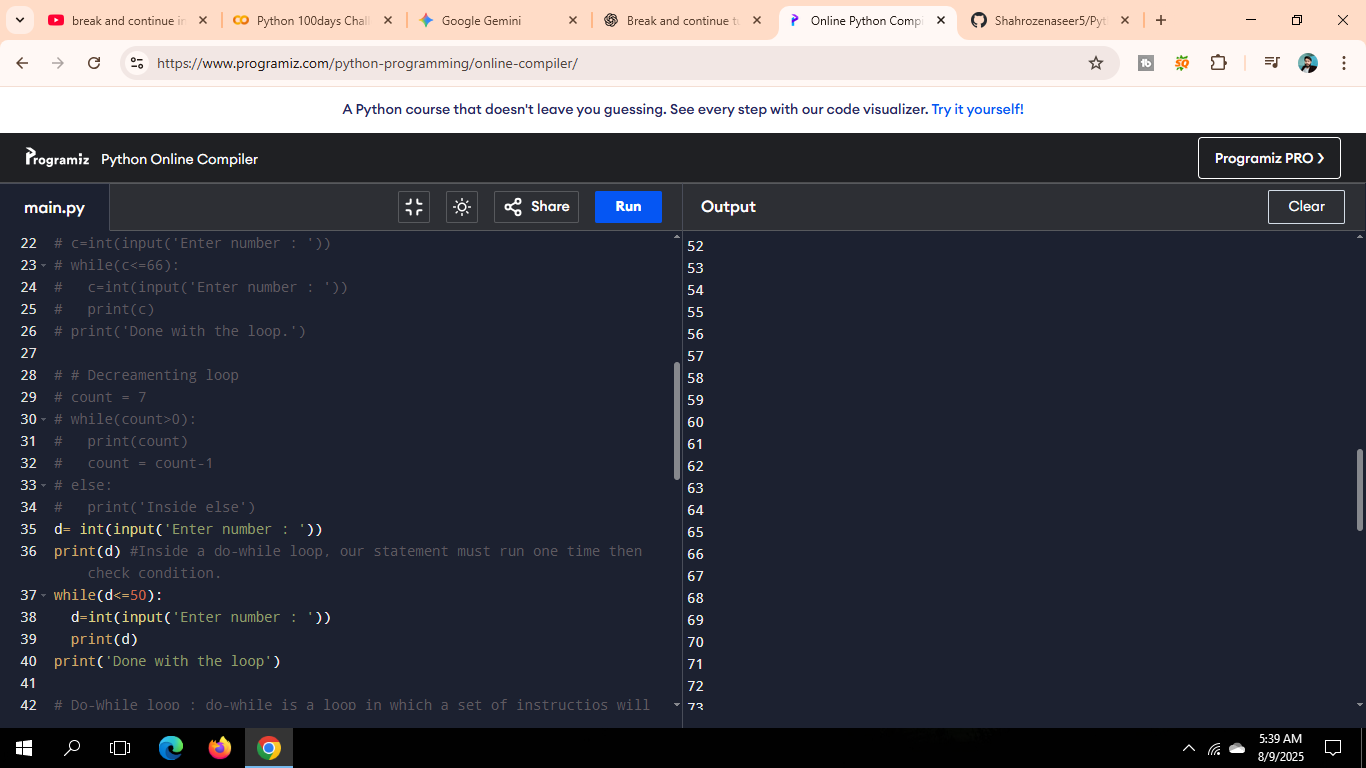 break and continue in
Python 100days Chall
Google Gemini
Break and continue tu
Online Python Compi
Shahrozenaseer5/Pyt
https://www.programiz.com/python-programming/online-compiler/
A Python course that doesn't leave you guessing. See every step with our code visualizer. Try it yourself!
Programiz Python Online Compiler
Programiz PRO ❯
main.py
Share
Run
Output
Clear
22 # c=int(input('Enter number : '))
23 # while(c<=66):
24 #   c=int(input('Enter number : '))
25 #   print(c)
26 # print('Done with the loop.')
27
28 # # Decreamenting loop
29 # count = 7
30 # while(count>0):
31 #   print(count)
32 #   count = count-1
33 # else:
34 #   print('Inside else')
35 d= int(input('Enter number : '))
36 print(d) #Inside a do-while loop, our statement must run one time then
check condition.
37 while(d<=50):
38   d=int(input('Enter number : '))
39   print(d)
40 print('Done with the loop')
41
42 # Do-While loop : do-while is a loop in which a set of instructios will
52
53
54
55
56
57
58
59
60
61
62
63
64
65
66
67
68
69
70
71
72
73
5:39 AM
8/9/2025